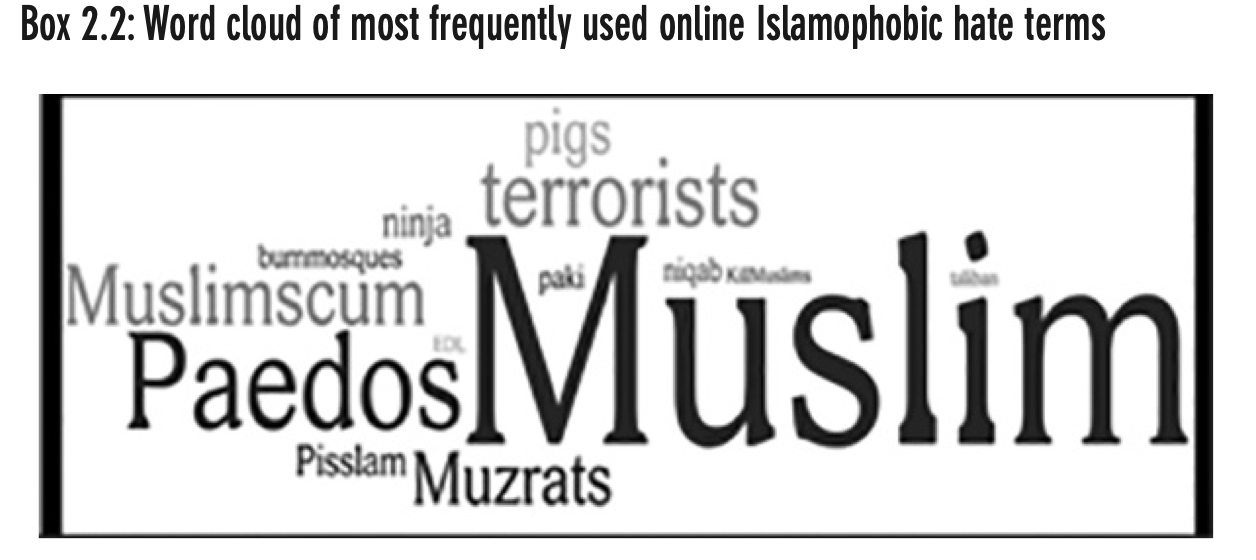 Box 2.2: Word cloud of most frequently used online Islamophobic hate terms
pigs
terrorists
ninja
burnmosques
paki
niqab
KillMuslims
taliban
Muslimscum
Muslim
EDL
Paedos
Pisslam
Muzrats